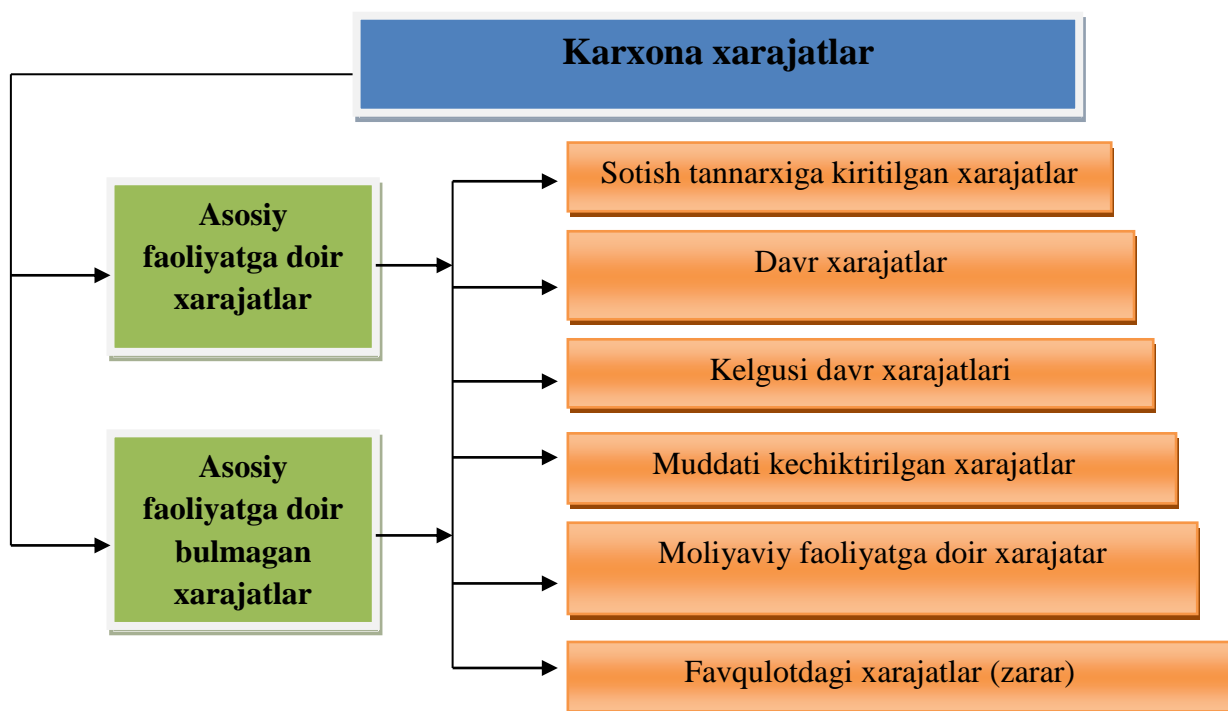 Karxona xarajatlar
Asosiy
faoliyatga doir
xarajatlar
Asosiy
faoliyatga doir
bulmagan
xarajatlar
Sotish tannarxiga kiritilgan xarajatlar
Davr xarajatlar
Kelgusi davr xarajatlari
Muddati kechiktirilgan xarajatlar
Moliyaviy faoliyatga doir xarajatar
Favqulotdagi xarajatlar (zarar)